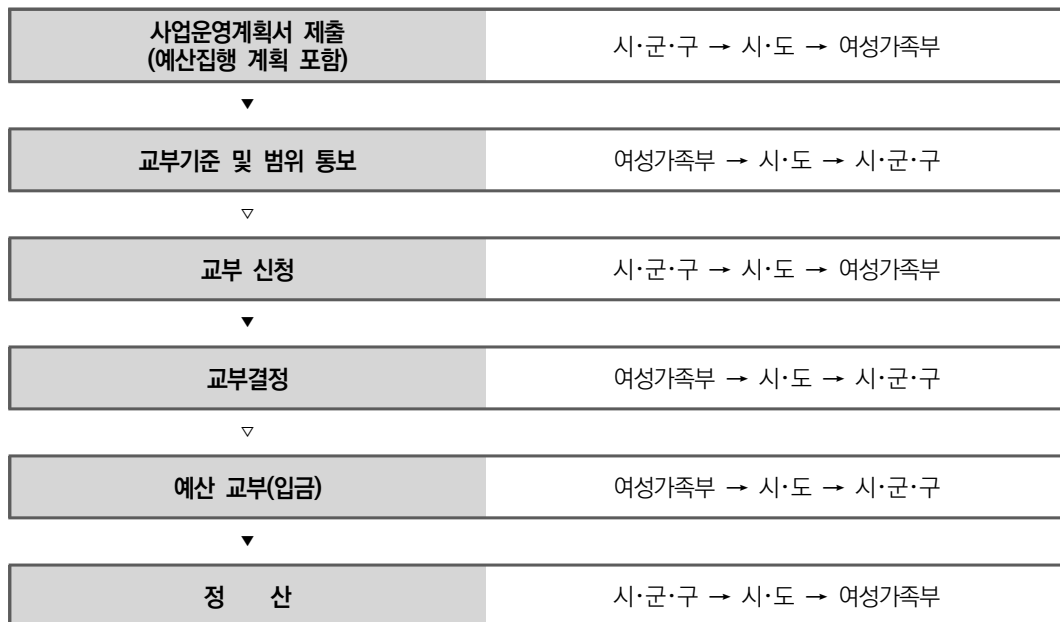 사업운영계획서 제출
(예산집행 계획 포함)
시·군·구 → 시·도 → 여성가족부
▼
교부기준 및 범위 통보
여성가족부 → 시·도 → 시·군·구
▽
교부 신청
시·군·구 → 시·도 → 여성가족부
▼
교부결정
여성가족부 → 시·도 → 시·군·구
▽
예산 교부(입금)
여성가족부 → 시·도 → 시·군·구
▼
정 산
시·군·구 → 시·도 → 여성가족부